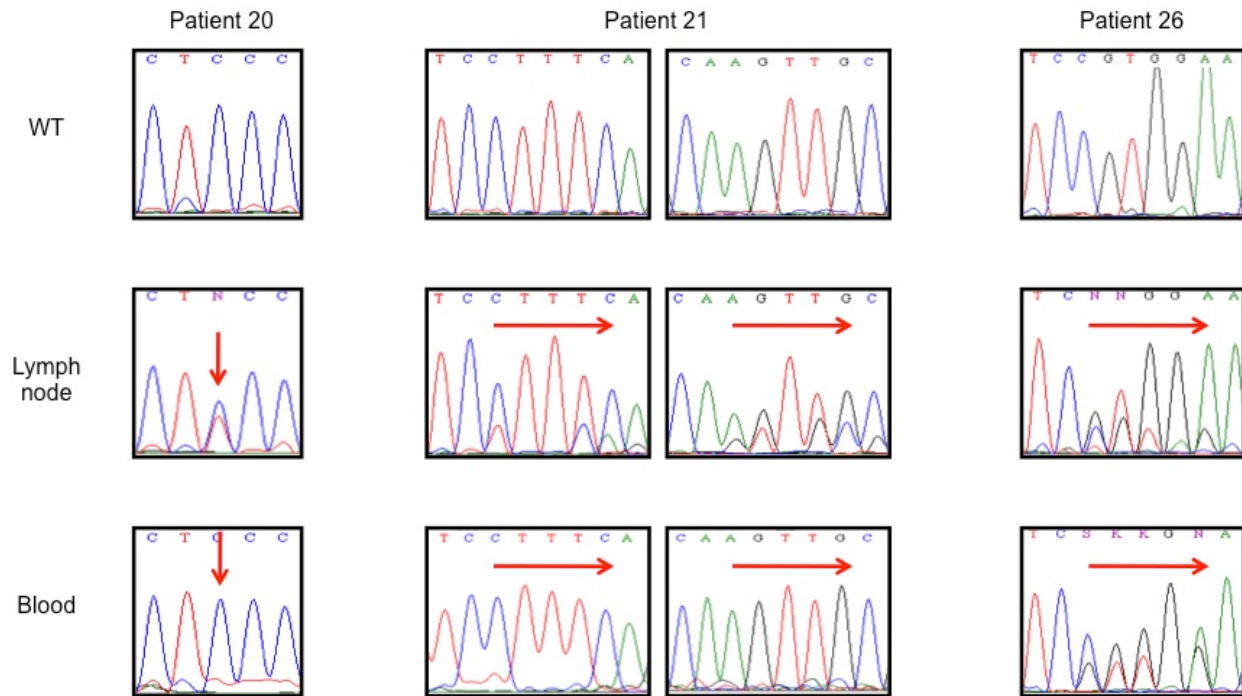 Patient 20 Patient 21 Patient 26
C T C C C T C C T T T C A C A A G T T G C T C C G T G G A A
WT
C T N C C T C C T T T C A C A A G T T G C T C N N G G A A
Lymph
node
C T C C C T C C T T T C A C A A G T T G C T C S K K G N A
Blood